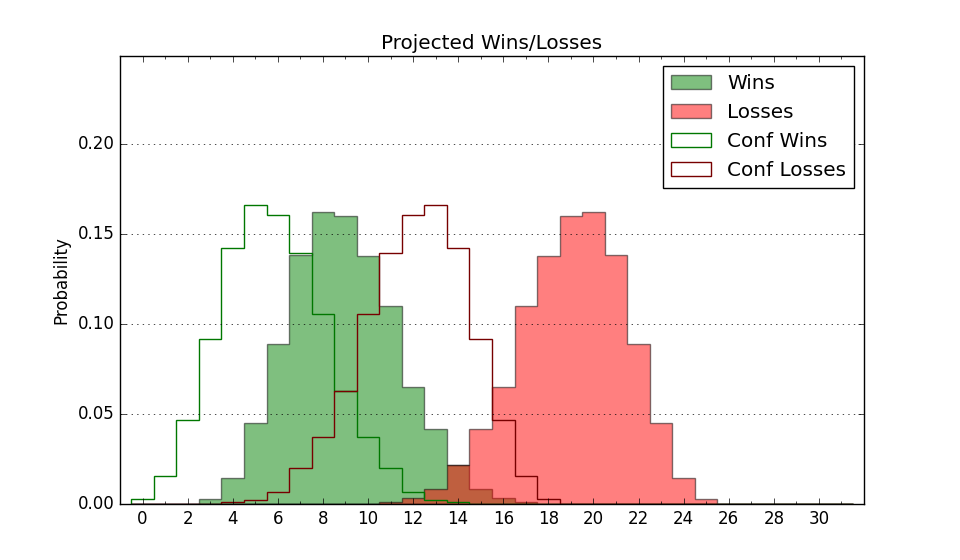 Projected Wins/Losses
Wins
Losses
Conf Wins
Conf Losses
Probability
0.20
0.15
0.10
0.05
0.00
0 2 4 6 8 10 12 14 16 18 20 22 24 26 28 30